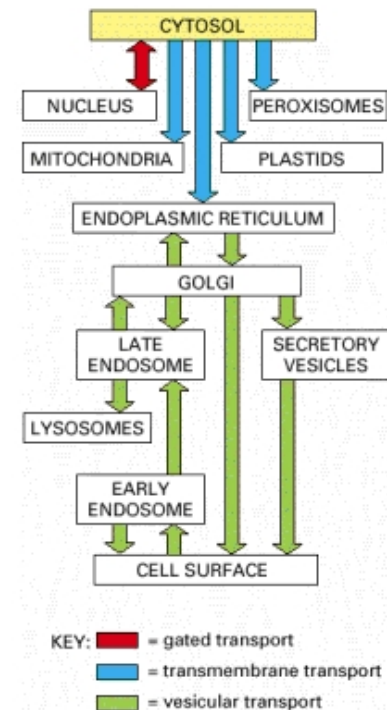 CYTOSOL
NUCLEUS
PEROXISOMES
MITOCHONDRIA
PLASTIDS
ENDOPLASMIC RETICULUM
GOLGI
LATE
ENDOSOME
SECRETORY
VESICLES
LYSOSOMES
EARLY
ENDOSOME
CELL SURFACE
KEY: = gated transport
= transmembrane transport
= vesicular transport